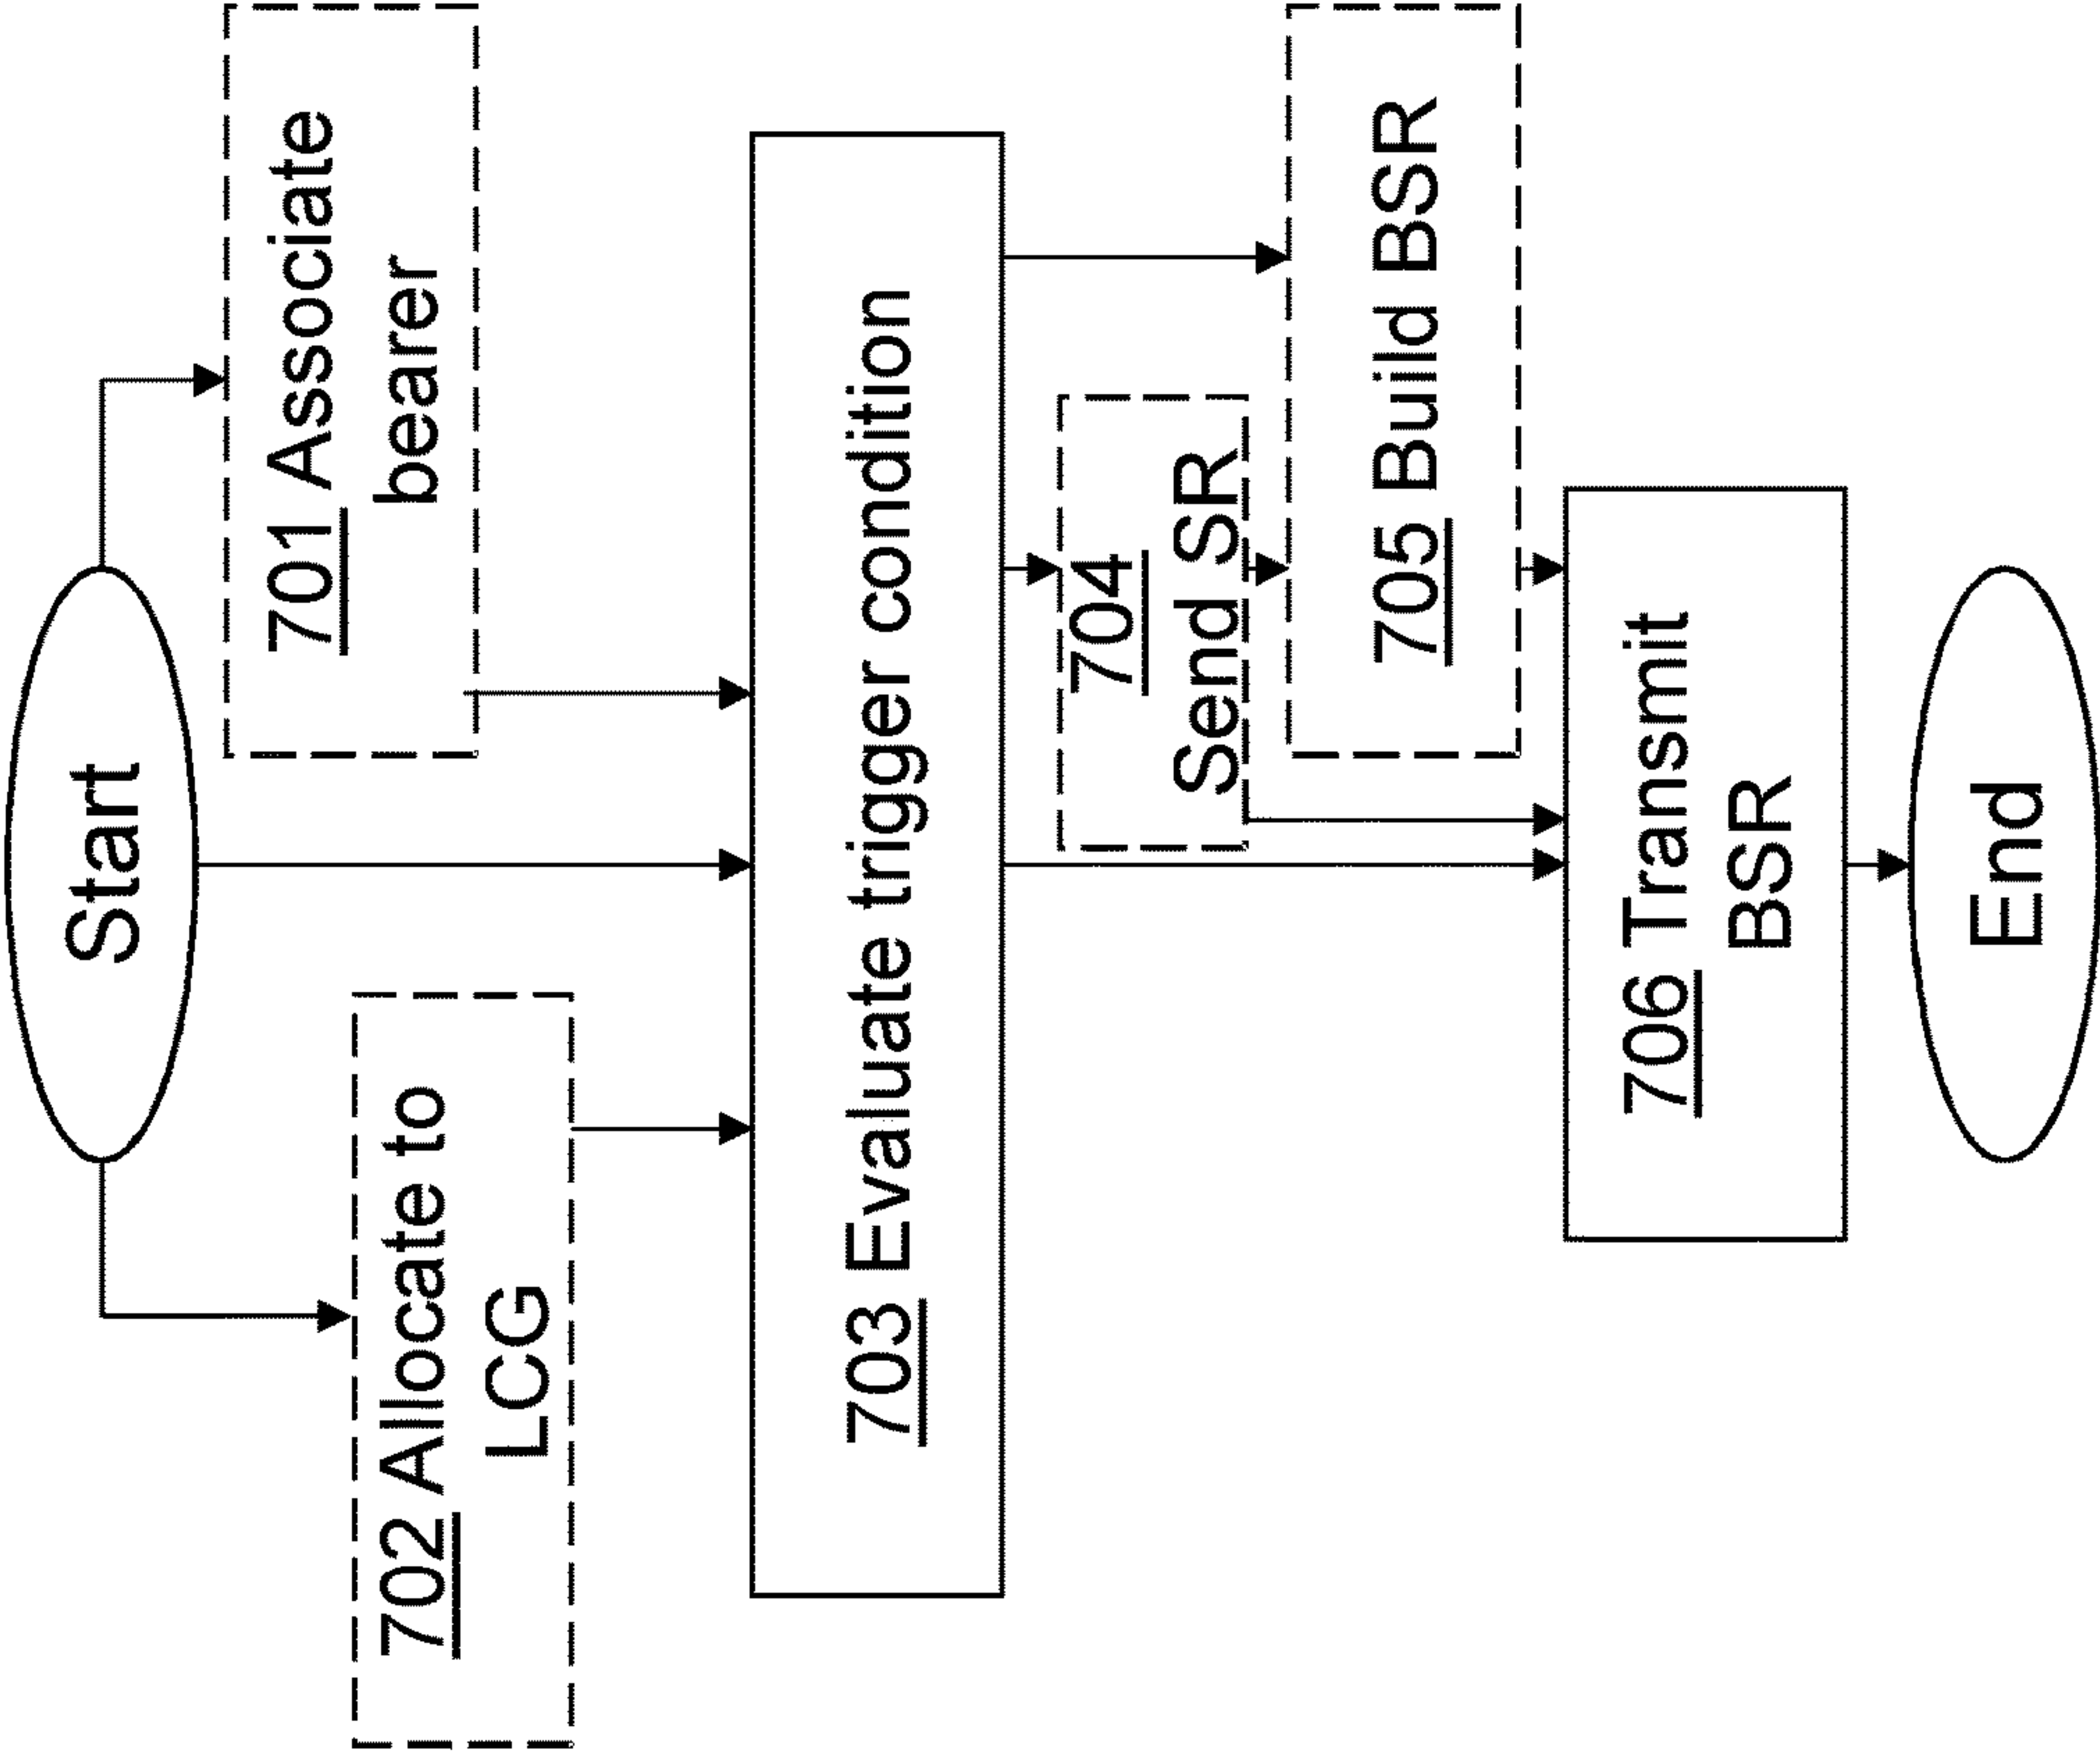 Start
701 Associate
bearer
702 Allocate to
LCG
703 Evaluate trigger condition
704
Send SR
705 Build BSR
706 Transmit
BSR
End